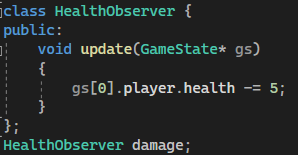 class HealthObserver {
public:
    void update(GameState* gs)
    {
        gs[0].player.health -= 5;
    }
};
HealthObserver damage;